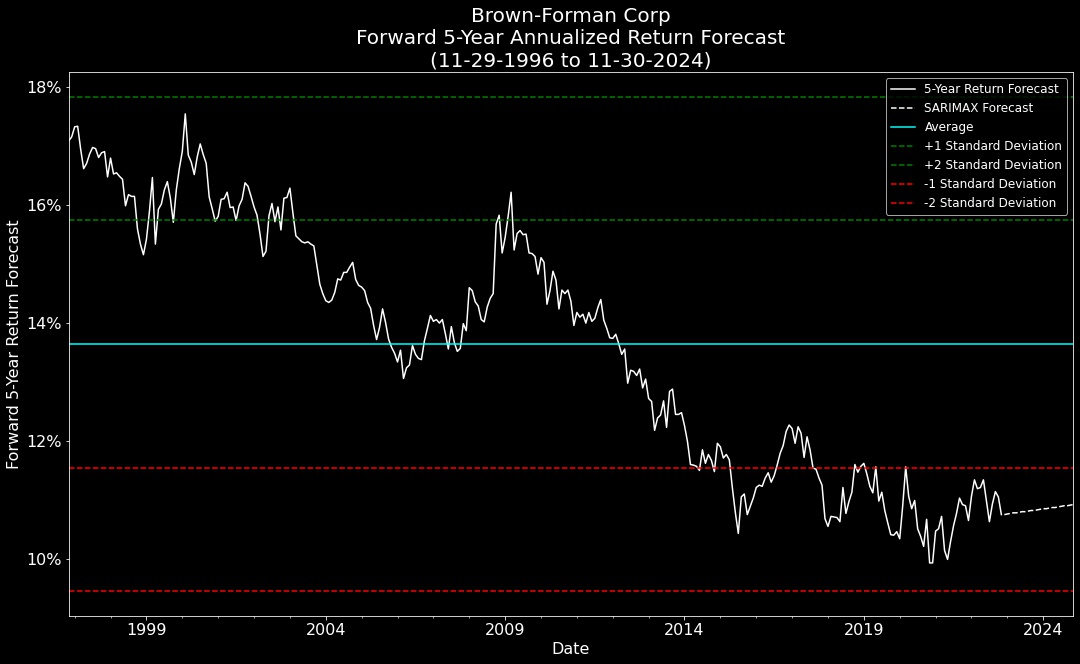 Brown-Forman Corp
Forward 5-Year Annualized Return Forecast
(11-29-1996 to 11-30-2024)
5-Year Return Forecast
SARIMAX Forecast
Average
+1 Standard Deviation
+2 Standard Deviation
-1 Standard Deviation
-2 Standard Deviation
Forward 5-Year Return Forecast
18%
16%
14%
12%
10%
1999
2004
2009
2014
2019
2024
Date